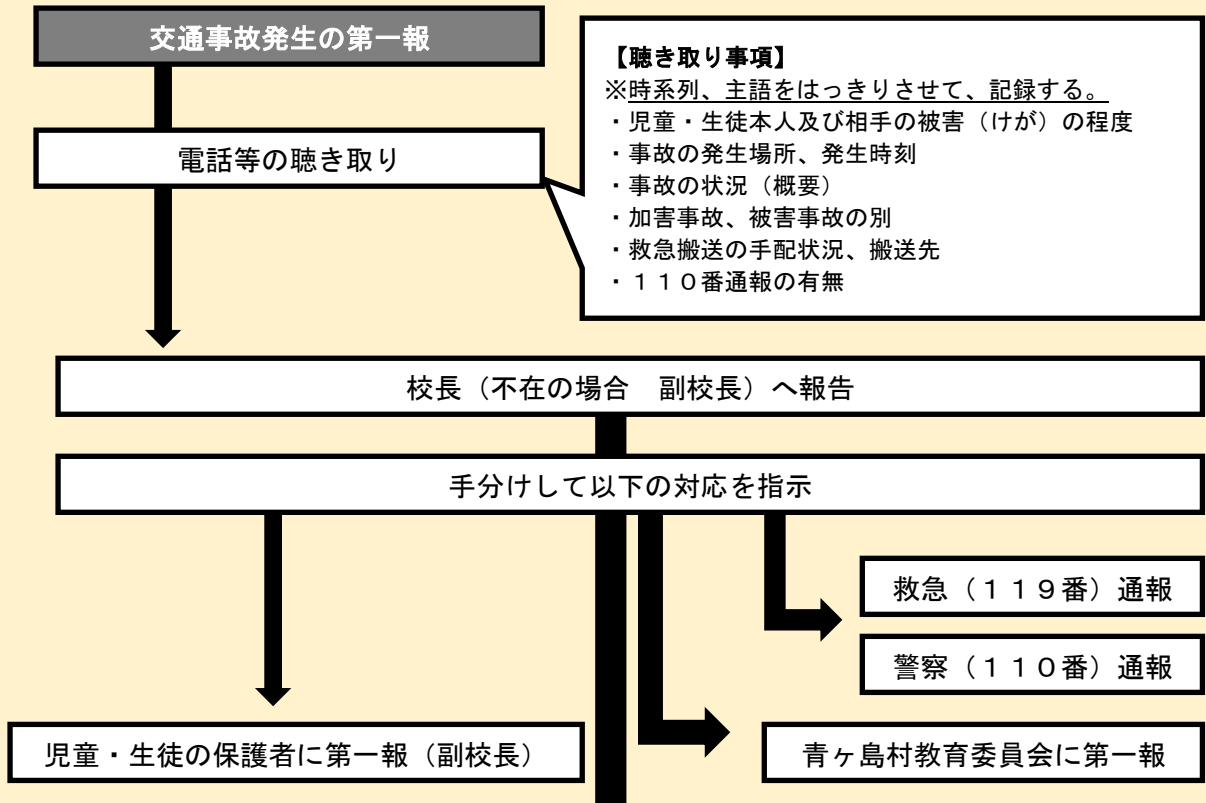 交通事故発生の第一報
電話等の聴き取り
【聴き取り事項】
※時系列、主語をはっきりさせて、記録する。
・児童・生徒本人及び相手の被害（けが）の程度
・事故の発生場所、発生時刻
・事故の状況（概要）
・加害事故、被害事故の別
・救急搬送の手配状況、搬送先
・１１０番通報の有無
校長（不在の場合　副校長）へ報告
手分けして以下の対応を指示
救急（１１９番）通報
警察（１１０番）通報
児童・生徒の保護者に第一報（副校長）
青ヶ島村教育委員会に第一報